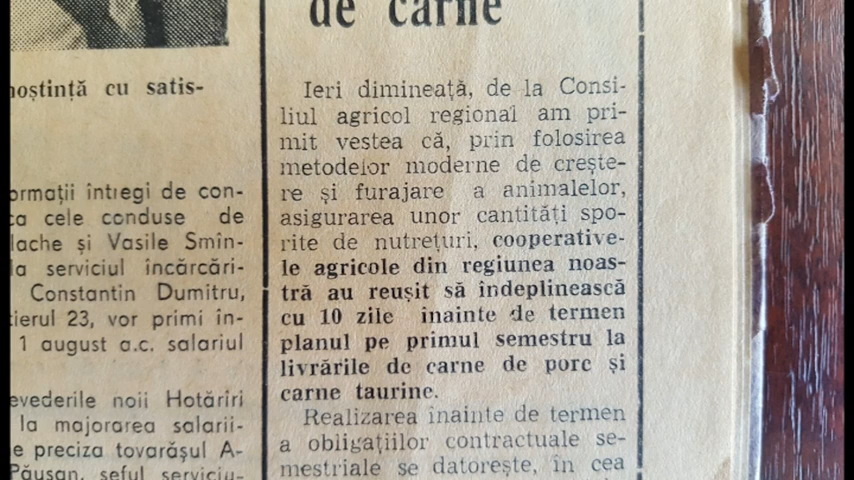 noștință cu satis-
ormații întregi de con-
ca cele conduse de
lache și Vasile Smîn-
la serviciul încărcări-
Constantin Dumitru,
tierul 23, vor primi în-
1 august a.c. salariul
evederile noii Hotărîri
la majorarea salarii-
e preciza tovarășul A-
Păușan, șeful serviciu-
de carne
Ieri dimineață, de la Consi-
liul agricol regional am pri-
mit vestea că, prin folosirea
metodelor moderne de crește-
re și furajare a animalelor,
asigurarea unor cantități spo-
rite de nutrețuri, cooperative-
le agricole din regiunea noas-
tră au reușit să îndeplinească
cu 10 zile inainte de termen
planul pe primul semestru la
livrările de carne de porc și
carne taurine.
Realizarea înainte de termen
a obligațiilor contractuale se-
mestriale se datorește, în cea